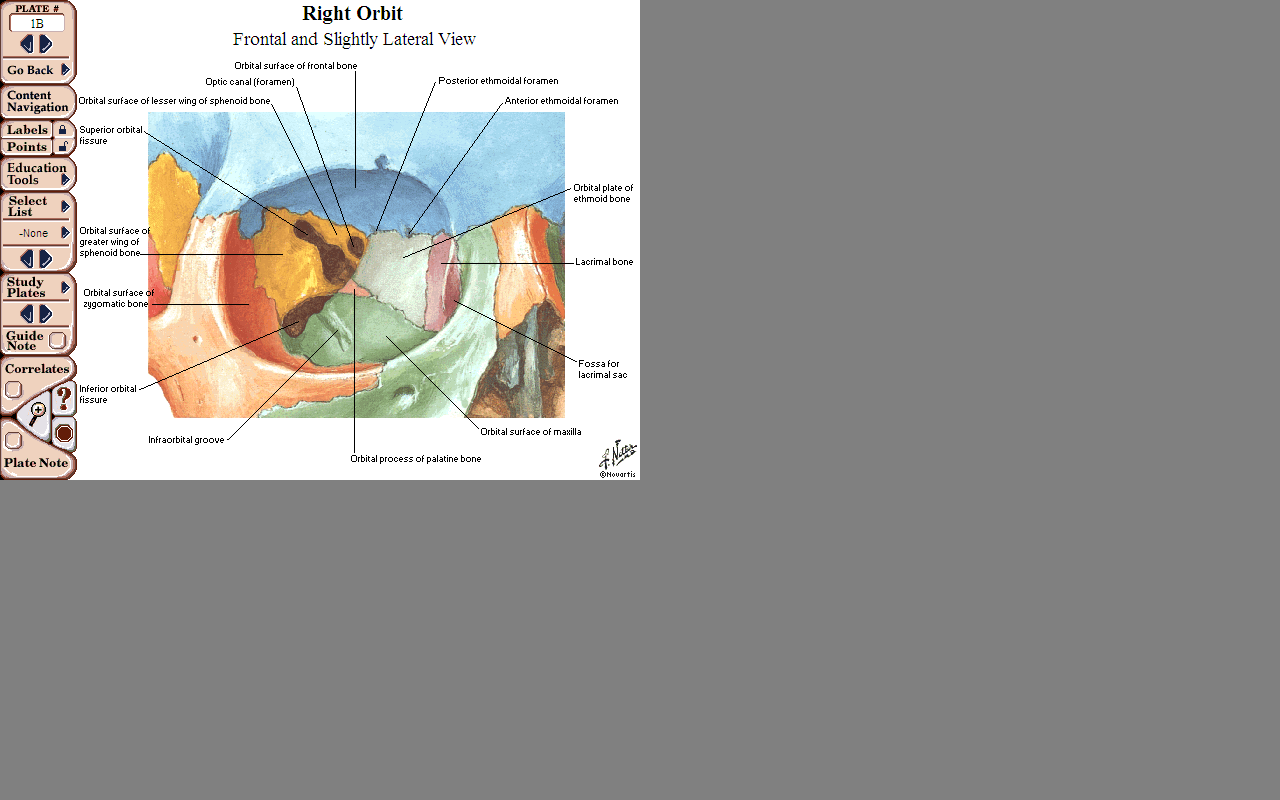 PLATE #
1B
Go Back
Content
Navigation
Labels
Points
Education
Tools
Select
List
-None
Study
Plates
Guide
Note
Correlates
?
Plate Note
Right Orbit
Frontal and Slightly Lateral View
Orbital surface of frontal bone
Optic canal (foramen)
Posterior ethmoidal foramen
Orbital surface of lesser wing of sphenoid bone
Anterior ethmoidal foramen
Superior orbital
fissure
Orbital plate of
ethmoid bone
Orbital surface of
greater wing of
sphenoid bone
Lacrimal bone
Orbital surface of
zygomatic bone
Fossa for
lacrimal sac
Inferior orbital
fissure
Orbital surface of maxilla
Infraorbital groove
Orbital process of palatine bone
F. Netter
©Novartis